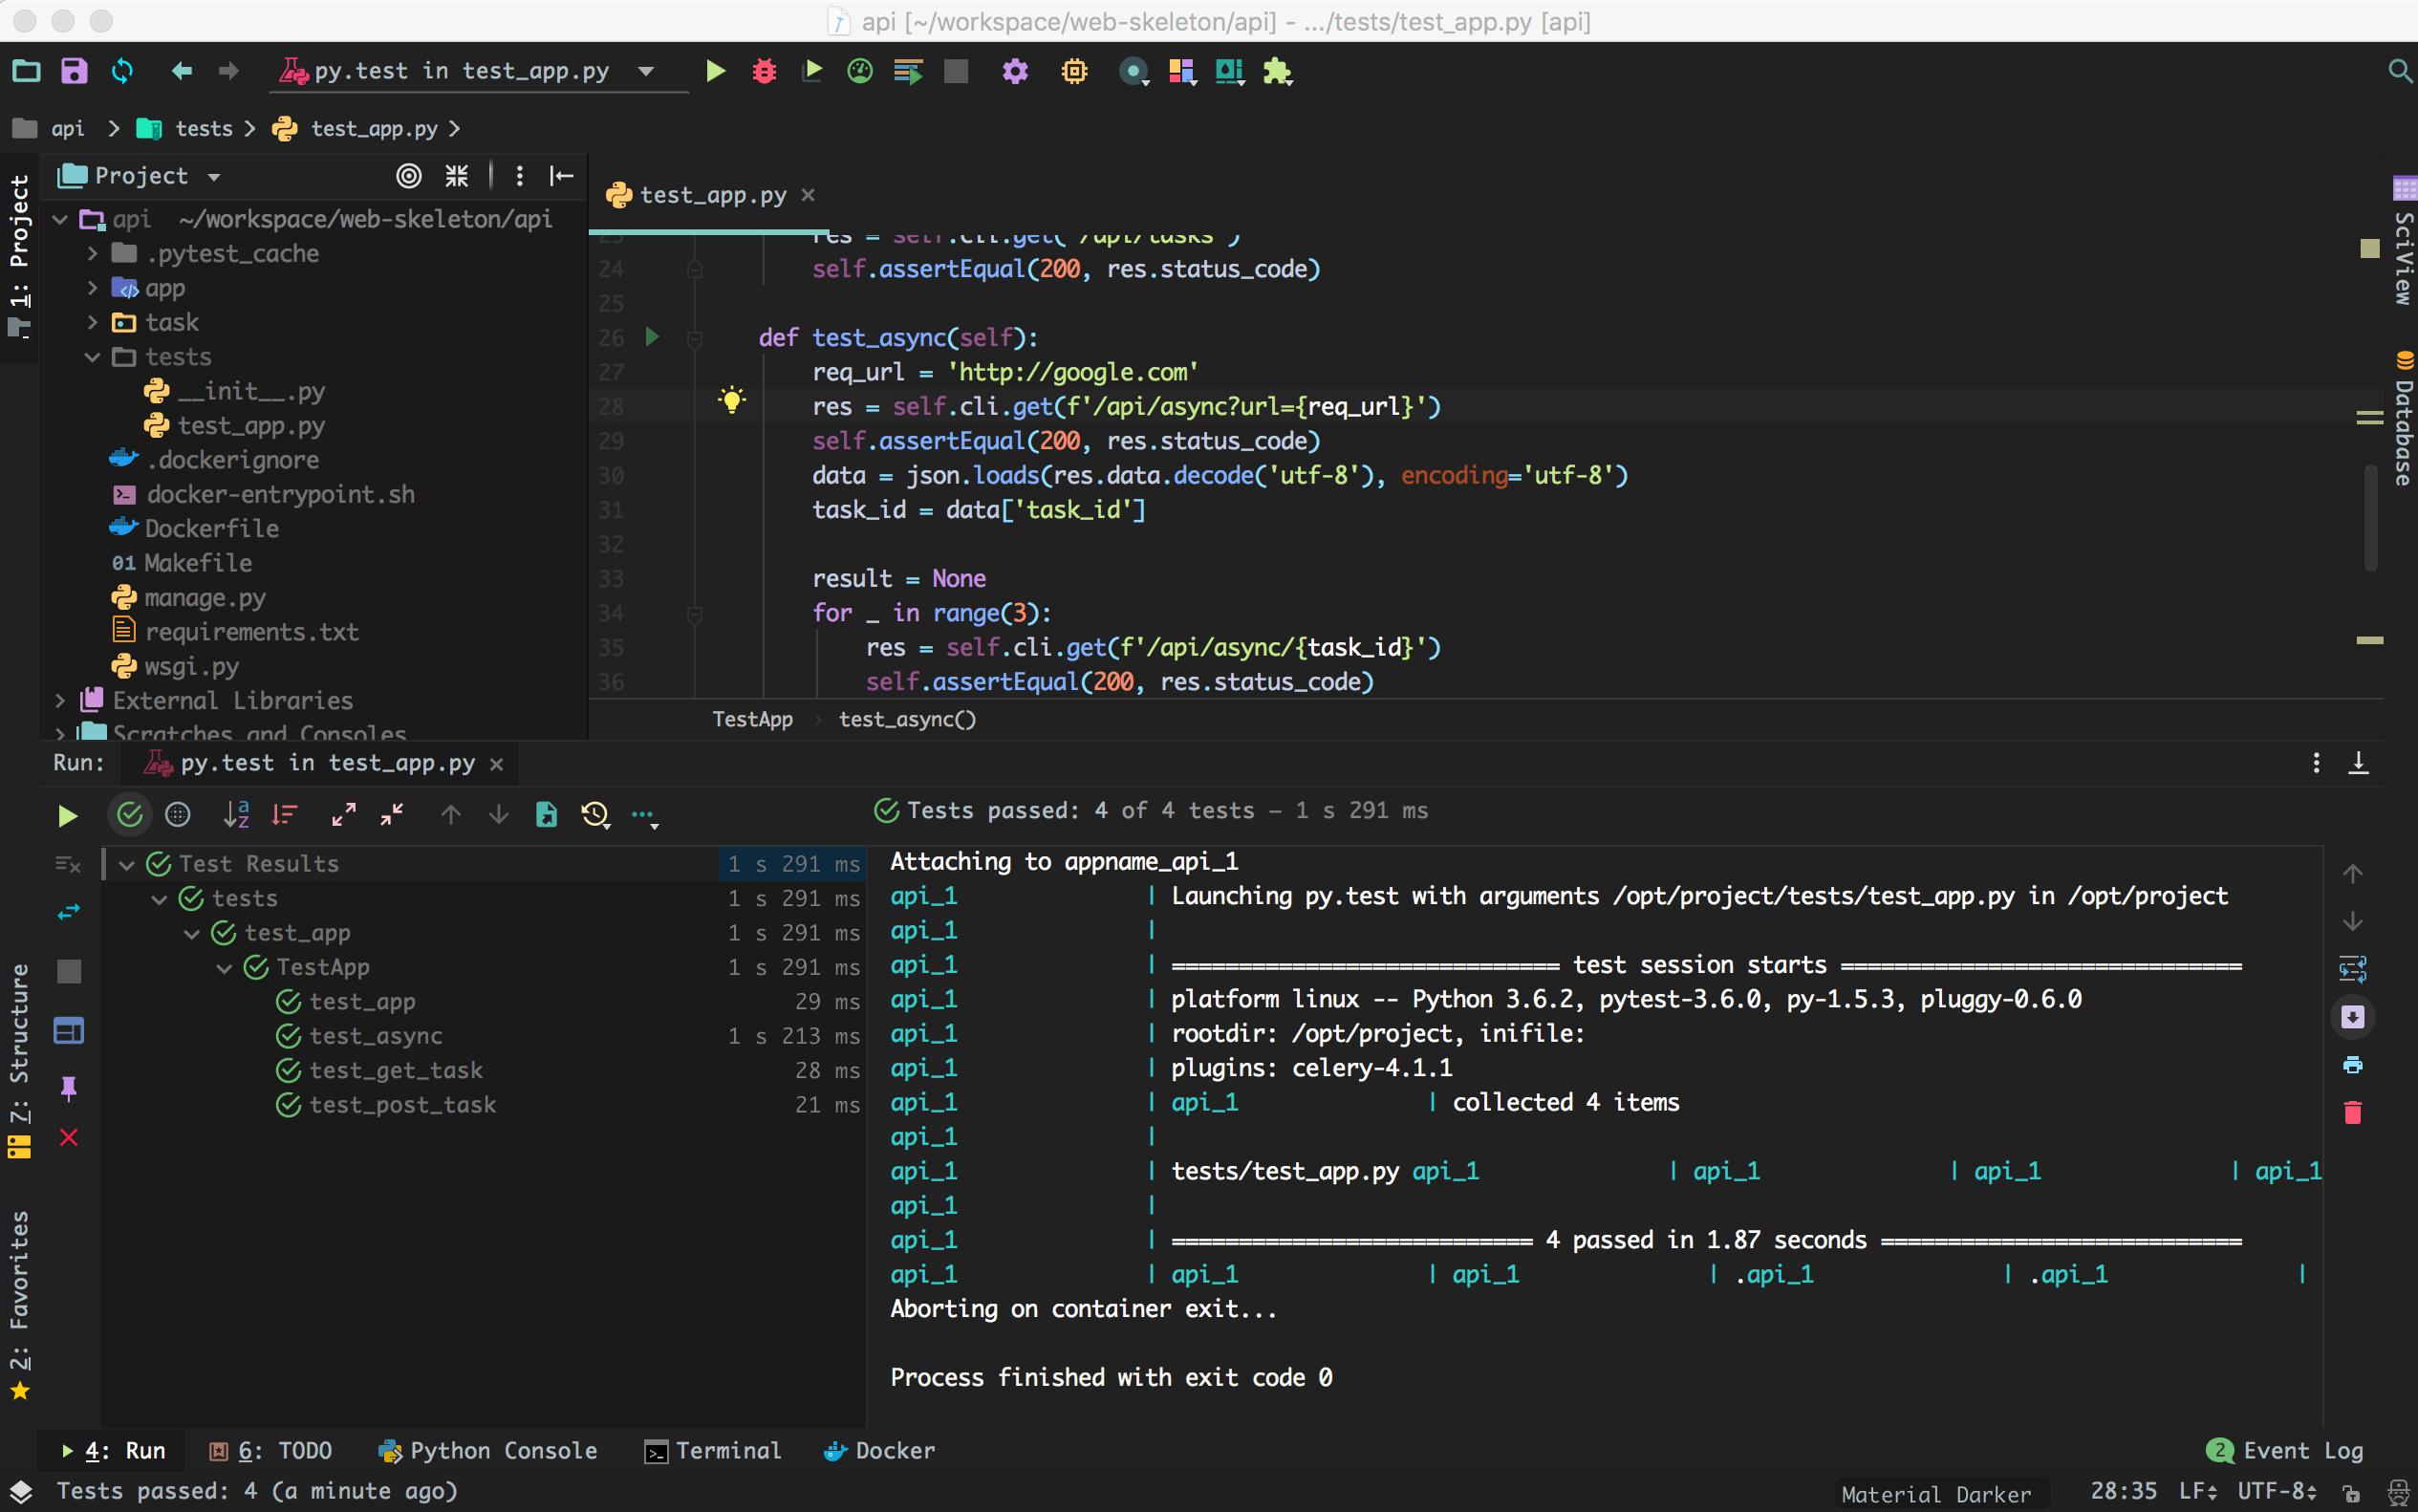 api [~/workspace/web-skeleton/api] - .../tests/test_app.py [api]
py.test in test_app.py
api
tests
test_app.py
1: Project
Project
api ~/workspace/web-skeleton/api
.pytest_cache
app
task
tests
__init__.py
test_app.py
.dockerignore
docker-entrypoint.sh
Dockerfile
01 Makefile
manage.py
requirements.txt
wsgi.py
External Libraries
Scratches and Consoles
test_app.py
23 res = self.cli.get('/api/tasks')
24 self.assertEqual(200, res.status_code)
25
26 def test_async(self):
27 req_url = 'http://google.com'
28 res = self.cli.get(f'/api/async?url={req_url}')
29 self.assertEqual(200, res.status_code)
30 data = json.loads(res.data.decode('utf-8'), encoding='utf-8')
31 task_id = data['task_id']
32
33 result = None
34 for _ in range(3):
35 res = self.cli.get(f'/api/async/{task_id}')
36 self.assertEqual(200, res.status_code)
TestApp
test_async()
SciView
Database
Run:
py.test in test_app.py
Tests passed: 4 of 4 tests – 1 s 291 ms
7: Structure
2: Favorites
Test Results 1 s 291 ms
tests 1 s 291 ms
test_app 1 s 291 ms
TestApp 1 s 291 ms
test_app 29 ms
test_async 1 s 213 ms
test_get_task 28 ms
test_post_task 21 ms
Attaching to appname_api_1
api_1 | Launching py.test with arguments /opt/project/tests/test_app.py in /opt/project
api_1 |
api_1 | ============================= test session starts ==============================
api_1 | platform linux -- Python 3.6.2, pytest-3.6.0, py-1.5.3, pluggy-0.6.0
api_1 | rootdir: /opt/project, inifile:
api_1 | plugins: celery-4.1.1
api_1 | api_1 | collected 4 items
api_1 |
api_1 | tests/test_app.py api_1 | api_1 | api_1 | api_1
api_1 |
api_1 | =========================== 4 passed in 1.87 seconds ===========================
api_1 | api_1 | api_1 | .api_1 | .api_1 |
Aborting on container exit...
Process finished with exit code 0
4: Run
6: TODO
Python Console
Terminal
Docker
2 Event Log
Tests passed: 4 (a minute ago)
Material Darker
28:35
LF
UTF-8